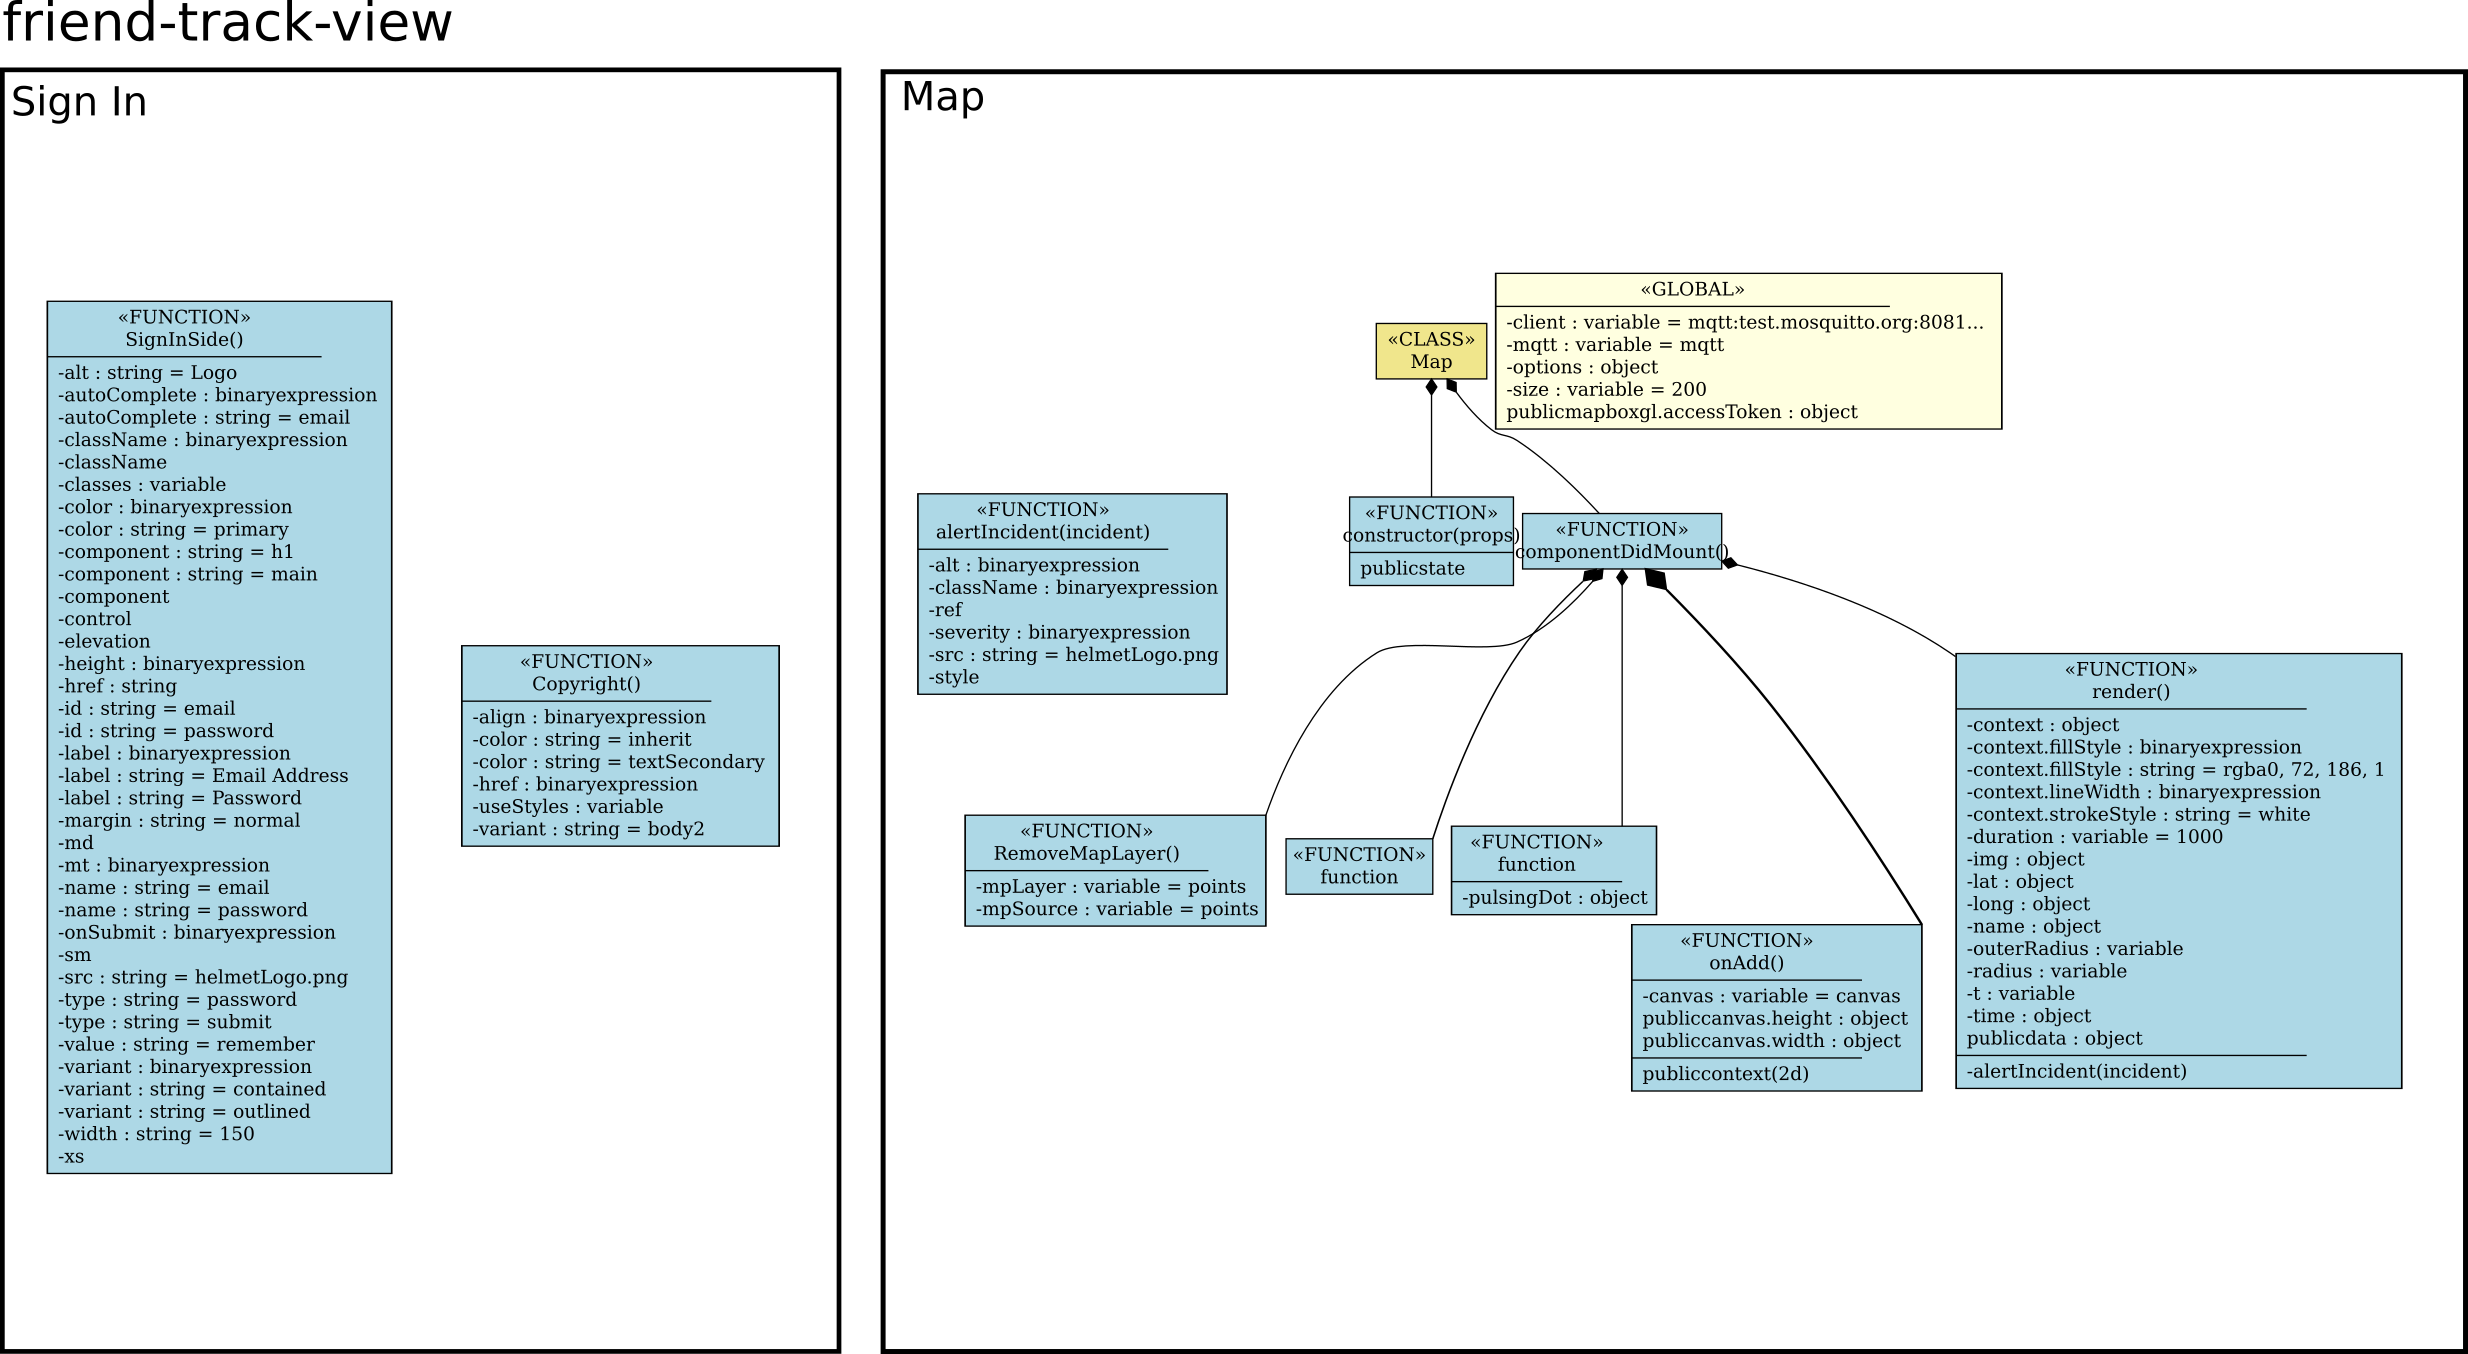 friend-track-view
Sign In
«FUNCTION»
SignInSide()
-alt : string = Logo
-autoComplete : binaryexpression
-autoComplete : string = email
-className : binaryexpression
-className
-classes : variable
-color : binaryexpression
-color : string = primary
-component : string = h1
-component : string = main
-component
-control
-elevation
-height : binaryexpression
-href : string
-id : string = email
-id : string = password
-label : binaryexpression
-label : string = Email Address
-label : string = Password
-margin : string = normal
-md
-mt : binaryexpression
-name : string = email
-name : string = password
-onSubmit : binaryexpression
-sm
-src : string = helmetLogo.png
-type : string = password
-type : string = submit
-value : string = remember
-variant : binaryexpression
-variant : string = contained
-variant : string = outlined
-width : string = 150
-xs
«FUNCTION»
Copyright()
-align : binaryexpression
-color : string = inherit
-color : string = textSecondary
-href : binaryexpression
-useStyles : variable
-variant : string = body2
Map
«CLASS»
Map
«GLOBAL»
-client : variable = mqtt:test.mosquitto.org:8081...
-mqtt : variable = mqtt
-options : object
-size : variable = 200
publicmapboxgl.accessToken : object
«FUNCTION»
alertIncident(incident)
-alt : binaryexpression
-className : binaryexpression
-ref
-severity : binaryexpression
-src : string = helmetLogo.png
-style
«FUNCTION»
constructor(props)
publicstate
«FUNCTION»
componentDidMount()
«FUNCTION»
RemoveMapLayer()
-mpLayer : variable = points
-mpSource : variable = points
«FUNCTION»
function
«FUNCTION»
function
-pulsingDot : object
«FUNCTION»
onAdd()
-canvas : variable = canvas
publiccanvas.height : object
publiccanvas.width : object
publiccontext(2d)
«FUNCTION»
render()
-context : object
-context.fillStyle : binaryexpression
-context.fillStyle : string = rgba0, 72, 186, 1
-context.lineWidth : binaryexpression
-context.strokeStyle : string = white
-duration : variable = 1000
-img : object
-lat : object
-long : object
-name : object
-outerRadius : variable
-radius : variable
-t : variable
-time : object
publicdata : object
-alertIncident(incident)